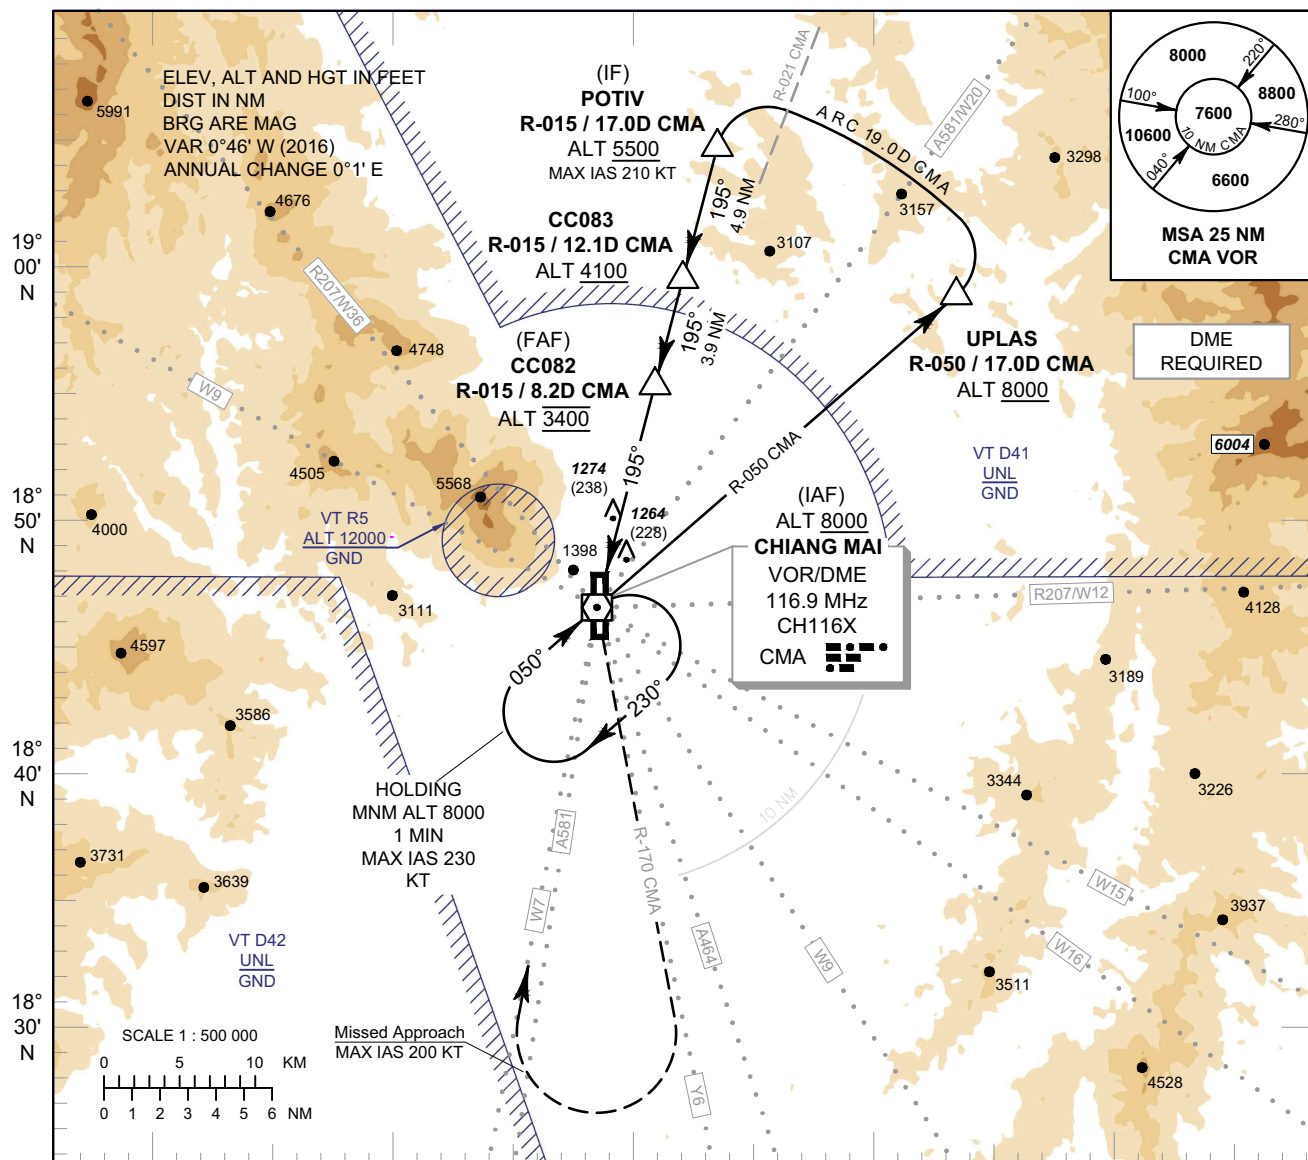 ELEV, ALT AND HGT IN FEET
DIST IN NM
BRG ARE MAG
VAR 0°46' W (2016)
ANNUAL CHANGE 0°1' E
5991
4676
(IF)
POTIV
R-015 / 17.0D CMA
ALT 5500
MAX IAS 210 KT
CC083
R-015 / 12.1D CMA
ALT 4100
(FAF)
CC082
R-015 / 8.2D CMA
ALT 3400
R-021 CMA
A581/W20
ARC 19.0D CMA
195°
4.9 NM
195°
3.9 NM
195°
3107
3157
3298
8000
220°
100°
7600
8800
280°
10600
10 NM CMA
040°
6600
MSA 25 NM
CMA VOR
19°
00'
N
R207/W36
4748
W9
UPLAS
R-050 / 17.0D CMA
ALT 8000
DME
REQUIRED
6004
VT D41
UNL
GND
R-050 CMA
4505
5568
1274
(238)
1264
(228)
18°
50'
N
4000
VT R5
ALT 12000
GND
1398
3111
(IAF)
ALT 8000
CHIANG MAI
VOR/DME
116.9 MHz
CH116X
CMA
R207/W12
4128
3189
4597
3586
050°
230°
18°
40'
N
HOLDING
MNM ALT 8000
1 MIN
MAX IAS 230
KT
3344
3226
10 NM
A581
R-170 CMA
3731
3639
W7
A464
W9
W15
W16
3937
3511
VT D42
UNL
GND
18°
30'
N
Missed Approach
MAX IAS 200 KT
Y6
4528
SCALE 1 : 500 000
0 5 10 KM
0 1 2 3 4 5 6 NM